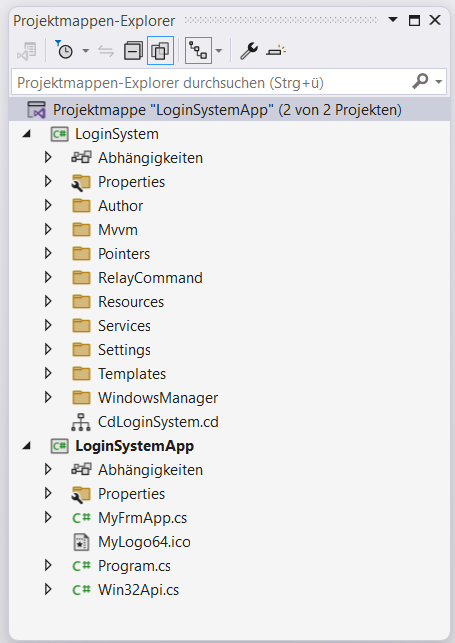 Projektmappen-Explorer
Projektmappen-Explorer durchsuchen (Strg+ü)
Projektmappe "LoginSystemApp" (2 von 2 Projekten)
C# LoginSystem
Abhängigkeiten
Properties
Author
Mvvm
Pointers
RelayCommand
Resources
Services
Settings
Templates
WindowsManager
CdLoginSystem.cd
C# LoginSystemApp
Abhängigkeiten
Properties
C# MyFrmApp.cs
MyLogo64.ico
C# Program.cs
C# Win32Api.cs